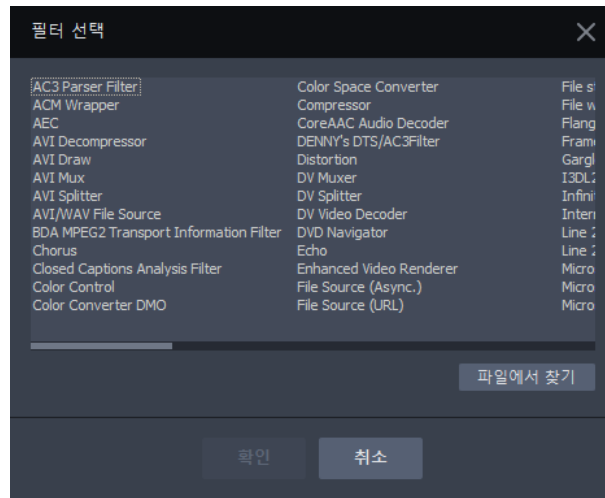 필터 선택
AC3 Parser Filter
ACM Wrapper
AEC
AVI Decompressor
AVI Draw
AVI Mux
AVI Splitter
AVI/WAV File Source
BDA MPEG2 Transport Information Filter
Chorus
Closed Captions Analysis Filter
Color Control
Color Converter DMO
Color Space Converter
Compressor
CoreAAC Audio Decoder
DENNY's DTS/AC3Filter
Distortion
DV Muxer
DV Splitter
DV Video Decoder
DVD Navigator
Echo
Enhanced Video Renderer
File Source (Async.)
File Source (URL)
File
File
Line
Line
파일에서 찾기
확인
취소